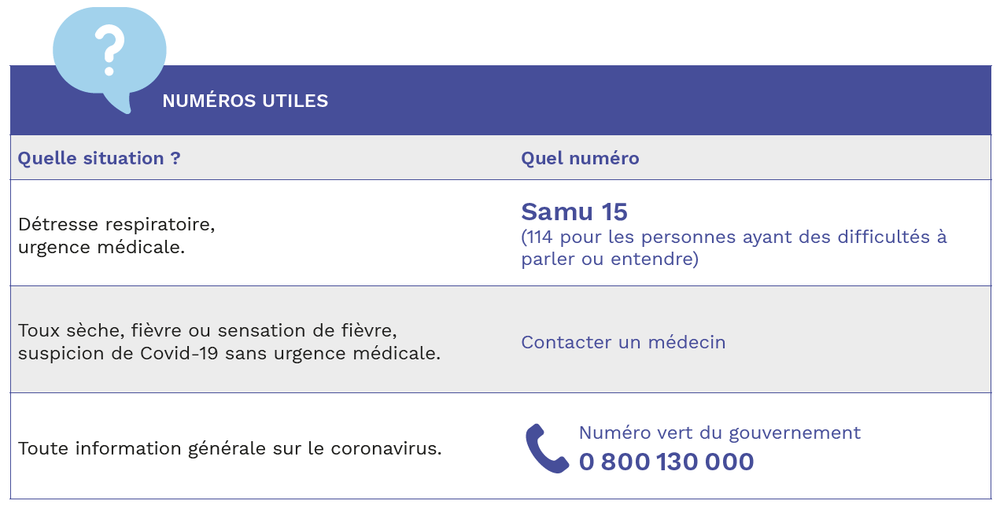 ?
NUMÉROS UTILES
Quelle situation ?
Quel numéro
Détresse respiratoire,
urgence médicale.
Samu 15
(114 pour les personnes ayant des difficultés à
parler ou entendre)
Toux sèche, fièvre ou sensation de fièvre,
suspicion de Covid-19 sans urgence médicale.
Contacter un médecin
Toute information générale sur le coronavirus.
Numéro vert du gouvernement
0 800 130 000